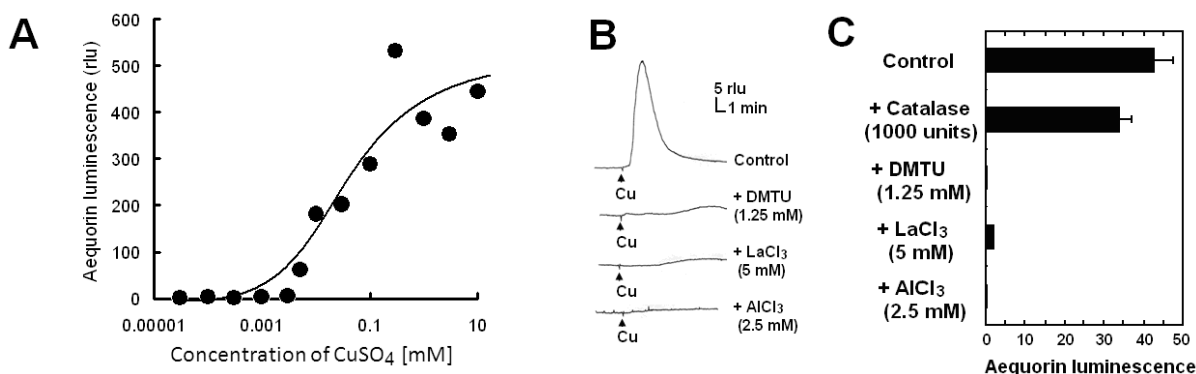 A
Aequorin luminescence (rlu)
600
500
400
300
200
100
0
0.00001
0.001
0.1
10
Concentration of CuSO4 [mM]
B
5 rlu
1 min
Control
Cu
+ DMTU
(1.25 mM)
Cu
+ LaCl3
(5 mM)
Cu
+ AlCl3
(2.5 mM)
Cu
C
Control
+ Catalase
(1000 units)
+ DMTU
(1.25 mM)
+ LaCl3
(5 mM)
+ AlCl3
(2.5 mM)
0 10 20 30 40 50
Aequorin luminescence